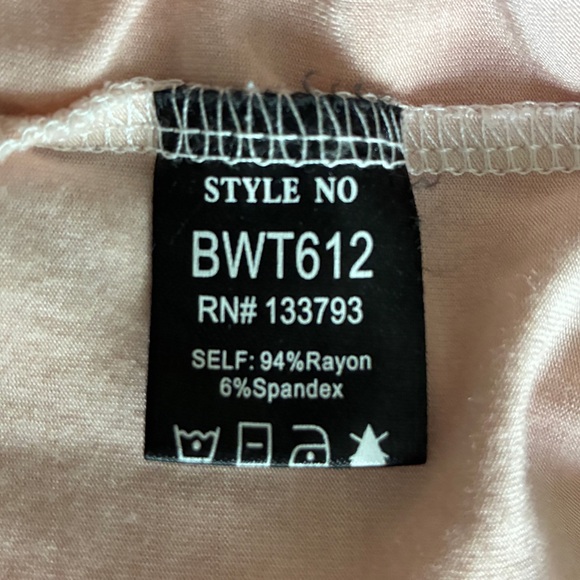 STYLE NO
BWT612
RN# 133793
SELF: 94%Rayon
6%Spandex